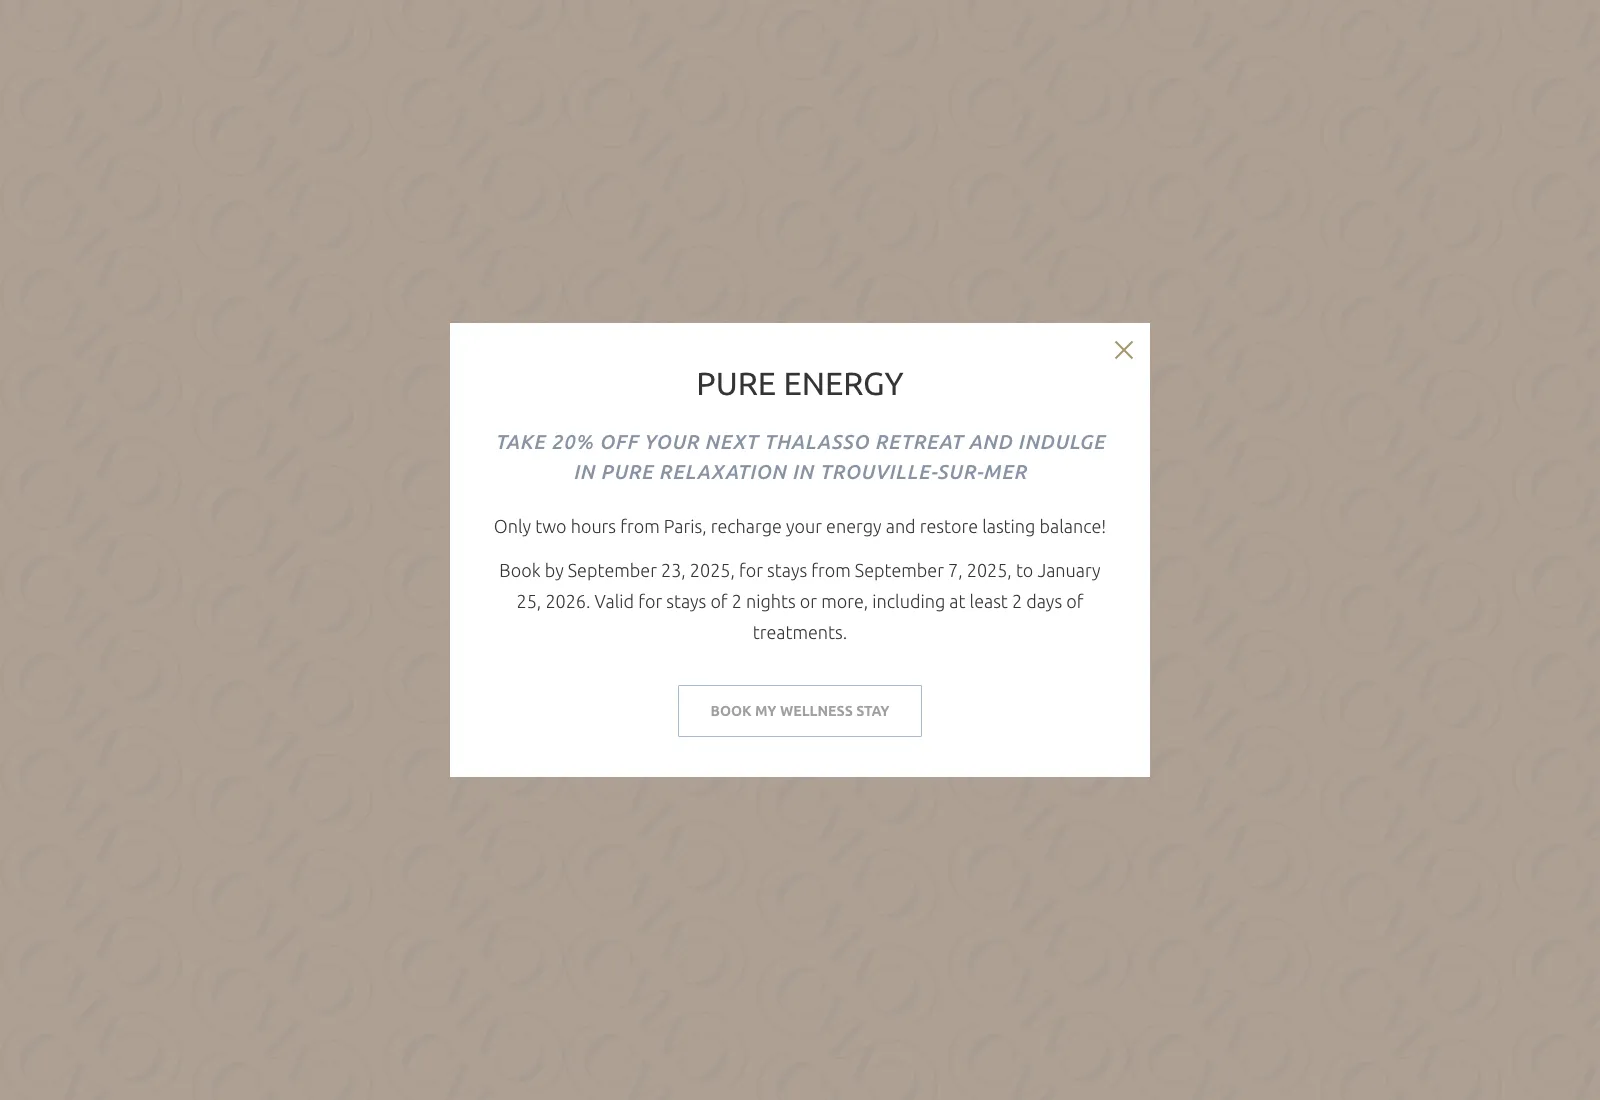 PURE ENERGY
TAKE 20% OFF YOUR NEXT THALASSO RETREAT AND INDULGE
IN PURE RELAXATION IN TROUVILLE-SUR-MER
Only two hours from Paris, recharge your energy and restore lasting balance!
Book by September 23, 2025, for stays from September 7, 2025, to January
25, 2026. Valid for stays of 2 nights or more, including at least 2 days of
treatments.
BOOK MY WELLNESS STAY